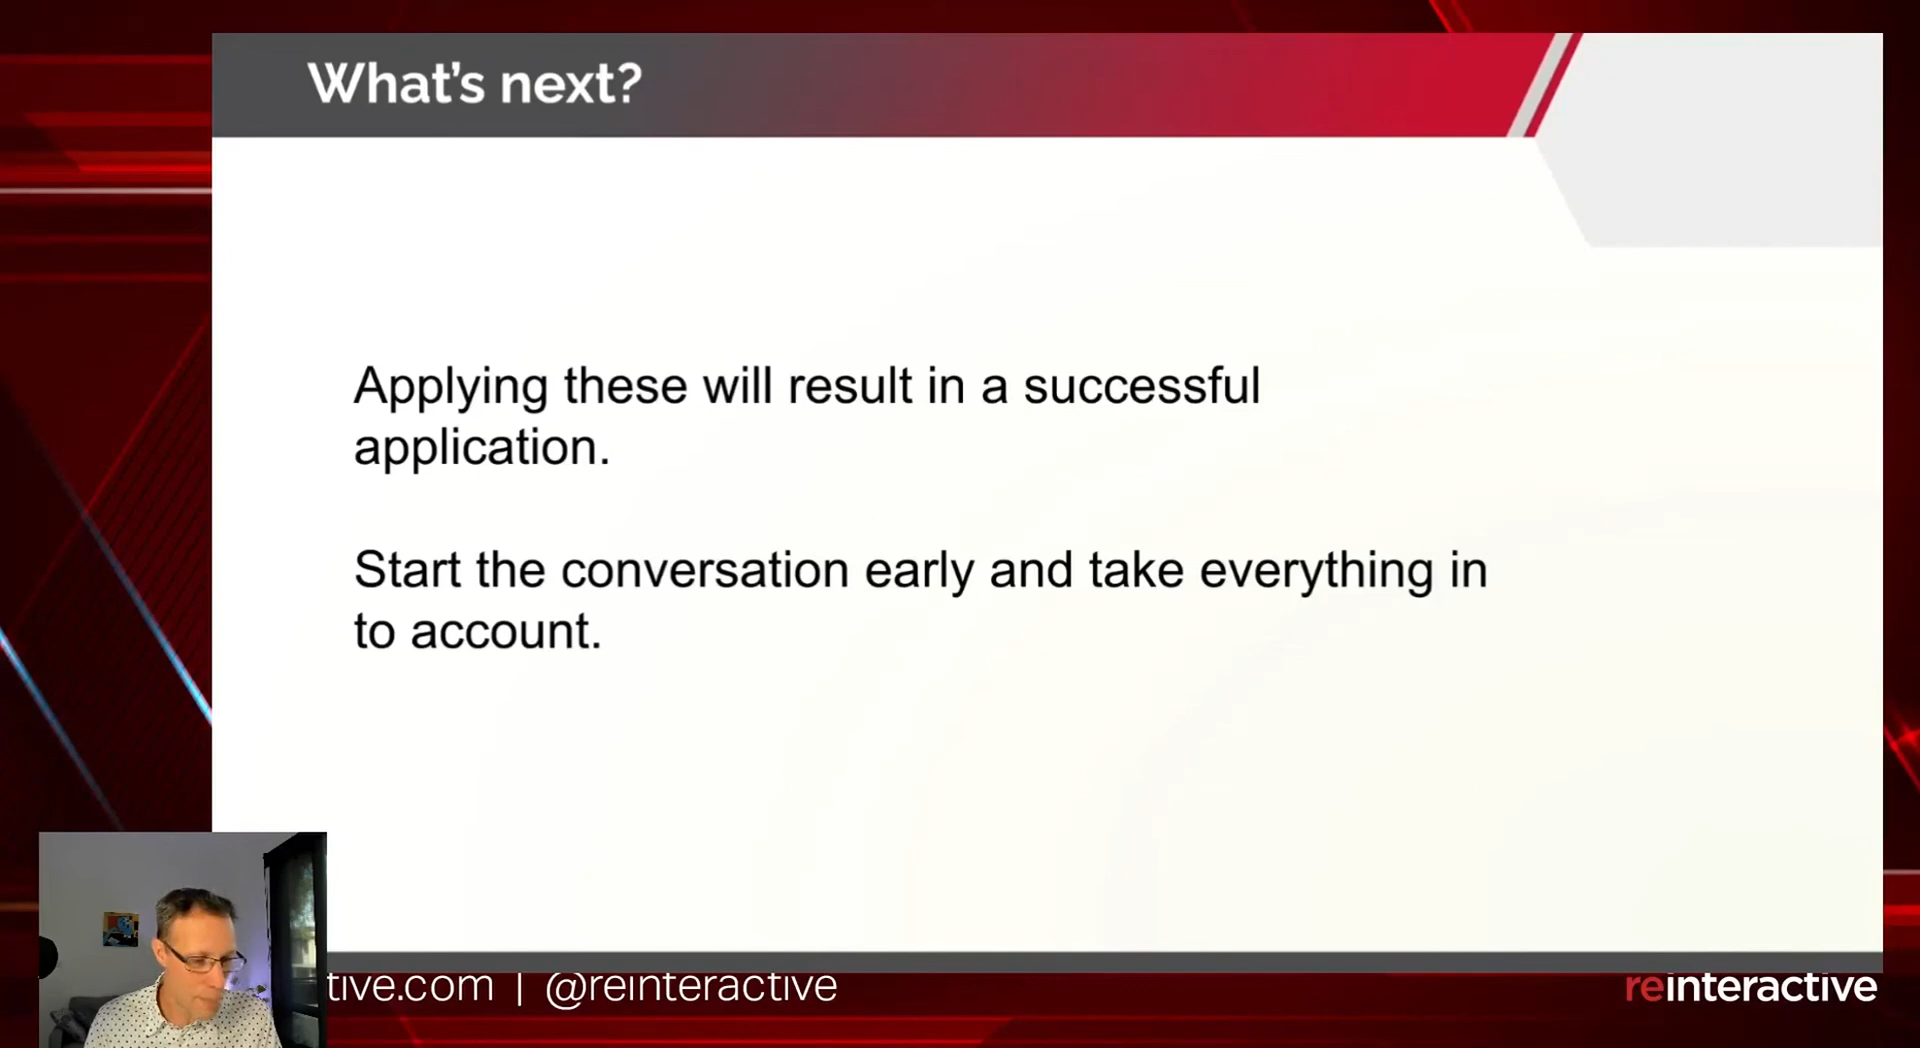 What's next?
Applying these will result in a successful
application.
Start the conversation early and take everything in
to account.
tive.com | @reinteractive
reinteractive